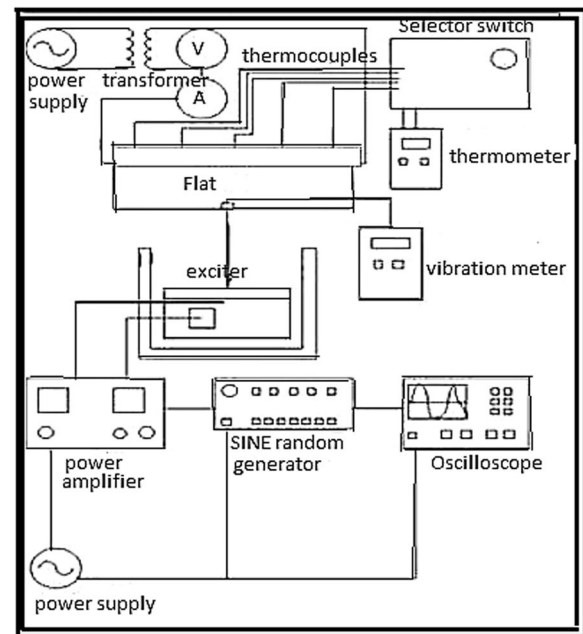 Selector switch
V
thermocouples
power
supply
transformer
A
thermometer
Flat
exciter
vibration meter
power
amplifier
SINE random
generator
Oscilloscope
power supply